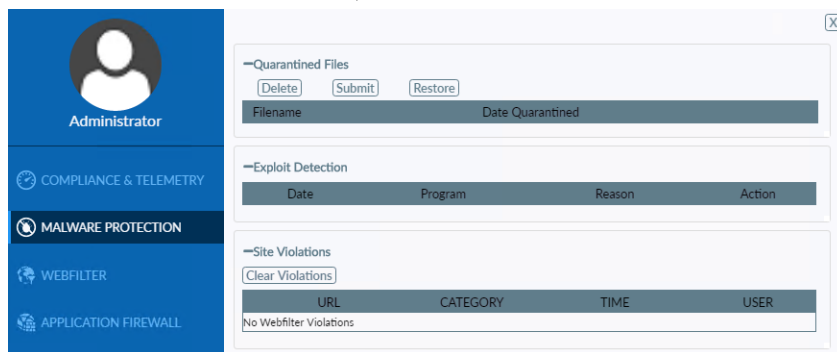 X
Administrator
COMPLIANCE & TELEMETRY
MALWARE PROTECTION
WEBFILTER
APPLICATION FIREWALL
Quarantined Files
Delete Submit Restore
Filename Date Quarantined
Exploit Detection
Date Program Reason Action
Site Violations
Clear Violations
URL CATEGORY TIME USER
No Webfilter Violations